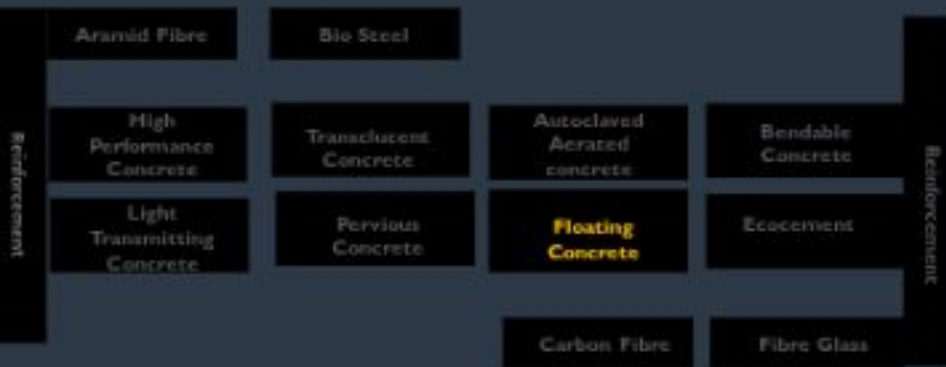 Aramid Fibre
Bio Steel
Reinforcement
High
Performance
Concrete
Translucent
Concrete
Autoclaved
Aerated
concrete
Bendable
Concrete
Reinforcement
Light
Transmitting
Concrete
Pervious
Concrete
Floating
Concrete
Ecocement
Carbon Fibre
Fibre Glass